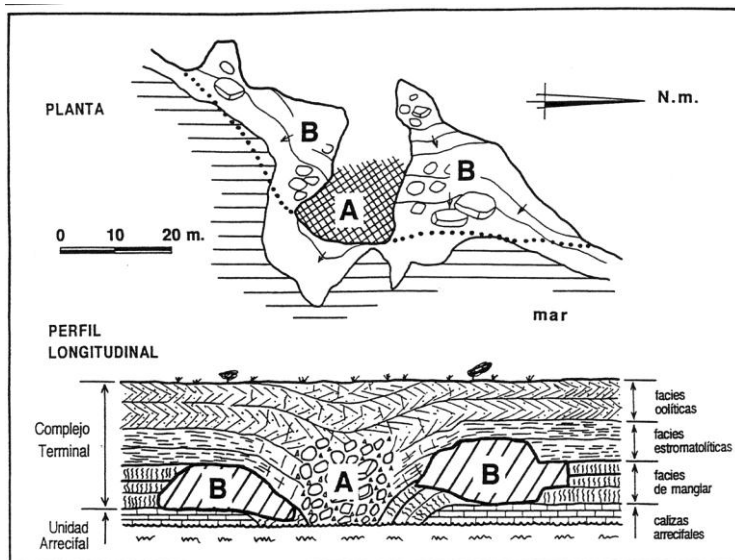 PLANTA
N.m.
B
B
A
0 10 20 m.
mar
PERFIL
LONGITUDINAL
Complejo
Terminal
Unidad
Arrecifal
A
B
B
facies
oolíticas
facies
estromatolíticas
facies
de manglar
calizas
arrecifales